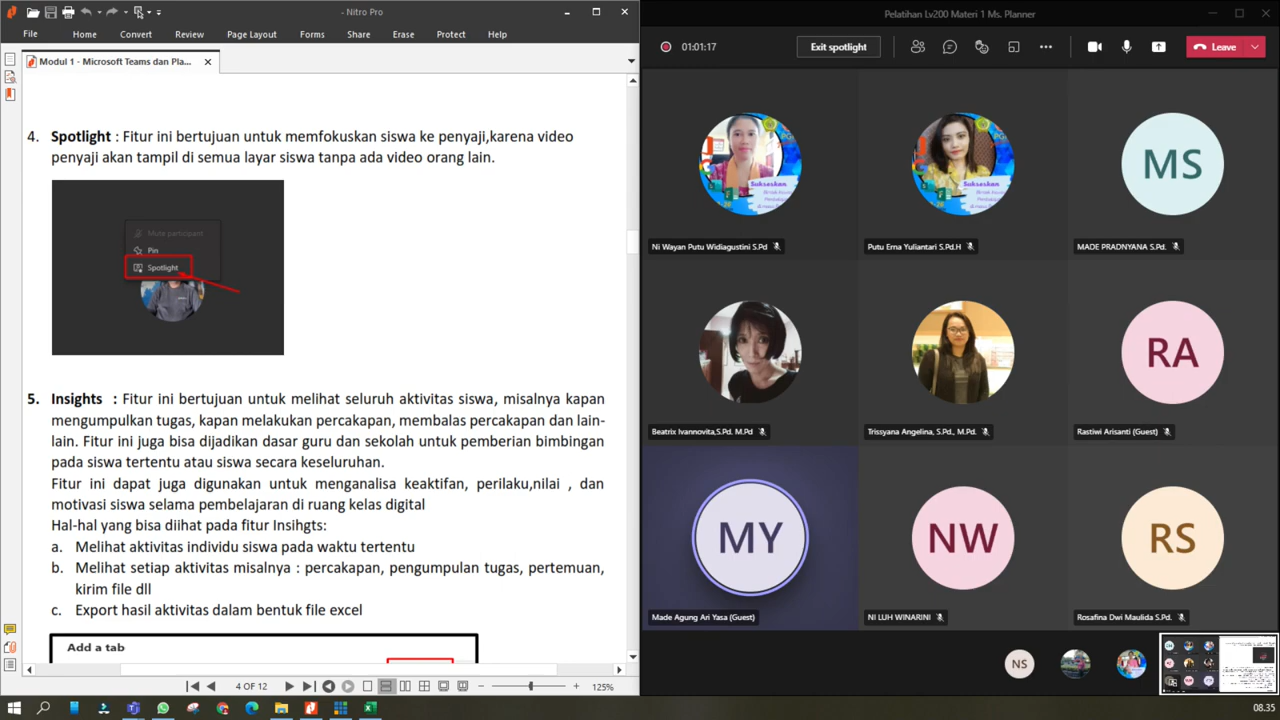 - Nitro Pro
File Home Convert Review Page Layout Forms Share Erase Protect Help
Modul 1 - Microsoft Teams dan Pla...
4. Spotlight : Fitur ini bertujuan untuk memfokuskan siswa ke penyaji,karena video
penyaji akan tampil di semua layar siswa tanpa ada video orang lain.
Mute participant
Pin
Spotlight
5. Insights : Fitur ini bertujuan untuk melihat seluruh aktivitas siswa, misalnya kapan
mengumpulkan tugas, kapan melakukan percakapan, membalas percakapan dan lain-
lain. Fitur ini juga bisa dijadikan dasar guru dan sekolah untuk pemberian bimbingan
pada siswa tertentu atau siswa secara keseluruhan.
Fitur ini dapat juga digunakan untuk menganalisa keaktifan, perilaku,nilai , dan
motivasi siswa selama pembelajaran di ruang kelas digital
Hal-hal yang bisa diihat pada fitur Insihgts:
a. Melihat aktivitas individu siswa pada waktu tertentu
b. Melihat setiap aktivitas misalnya : percakapan, pengumpulan tugas, pertemuan,
kirim file dll
c. Export hasil aktivitas dalam bentuk file excel
Add a tab
4 OF 12
125%
Pelatihan Lv200 Materi 1 Ms. Planner
01:01:17
Exit spotlight
Leave
Sukseskan
Sukseskan
MS
Ni Wayan Putu Widiagustini S.Pd
Putu Erna Yuliantari S.Pd.H
MADE PRADNYANA S.Pd.
RA
Beatrix Ivannovita,S.Pd. M.Pd
Trissyana Angelina, S.Pd., M.Pd.
Rastiwi Arisanti (Guest)
MY
NW
RS
Made Agung Ari Yasa (Guest)
NI LUH WINARINI
Rosafina Dwi Maulida S.Pd.
NS
08.35